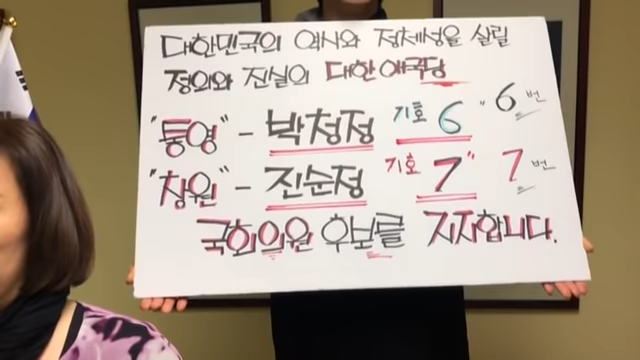 대한민국의 역사와 정체성을 살릴
정의와 진실의 대한애국당
"통영" - 박청정 기호 6 " 6 번
"창원" - 진순정 기호 7 " 7 번
국회의원 후보를 지지합니다.